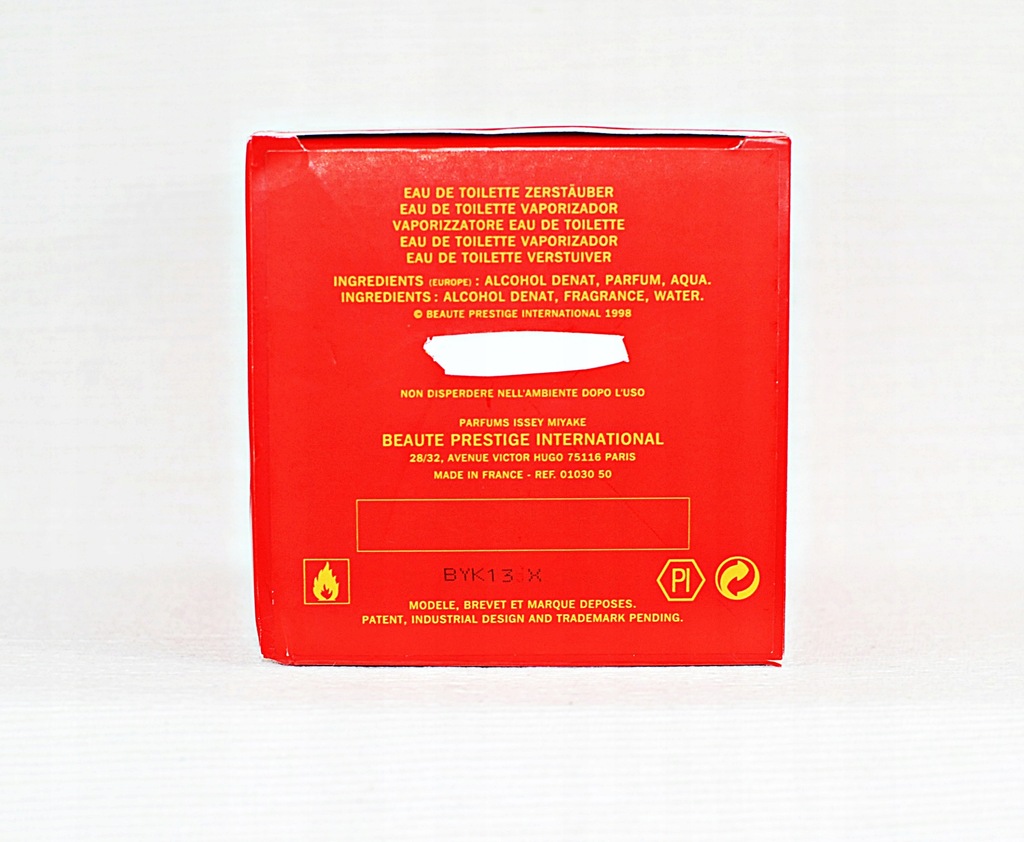 EAU DE TOILETTE ZERSTÄUBER
EAU DE TOILETTE VAPORIZADOR
VAPORIZZATORE EAU DE TOILETTE
EAU DE TOILETTE VAPORIZADOR
EAU DE TOILETTE VERSTUIVER
INGREDIENTS (EUROPE) : ALCOHOL DENAT, PARFUM, AQUA.
INGREDIENTS : ALCOHOL DENAT, FRAGRANCE, WATER.
© BEAUTE PRESTIGE INTERNATIONAL 1998
NON DISPERDERE NELL'AMBIENTE DOPO L'USO
PARFUMS ISSEY MIYAKE
BEAUTE PRESTIGE INTERNATIONAL
28/32, AVENUE VICTOR HUGO 75116 PARIS
MADE IN FRANCE - REF. 01030 50
PI
MODELE, BREVET ET MARQUE DEPOSES.
PATENT, INDUSTRIAL DESIGN AND TRADEMARK PENDING.